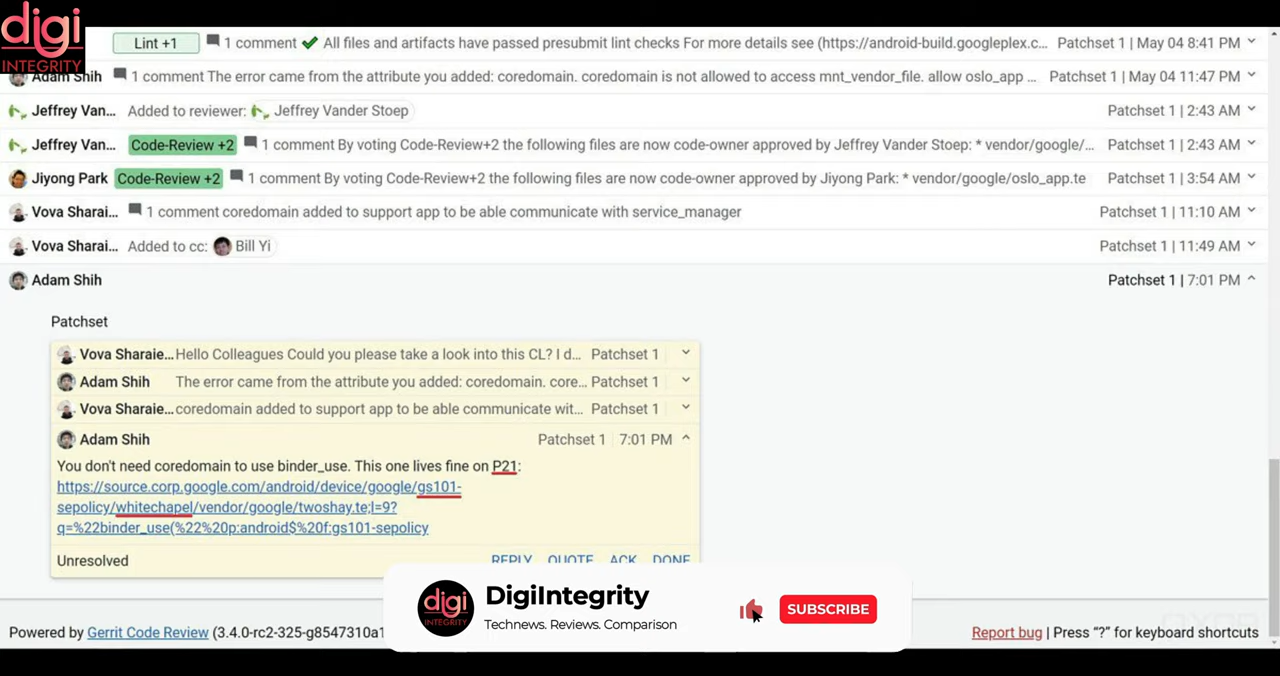 digi
INTEGRITY
Lint +1 1 comment ✔ All files and artifacts have passed presubmit lint checks For more details see (https://android-build.googleplex.c... Patchset 1 | May 04 8:41 PM
Adam Shih 1 comment The error came from the attribute you added: coredomain. coredomain is not allowed to access mnt_vendor_file. allow oslo_app ... Patchset 1 | May 04 11:47 PM
Jeffrey Van... Added to reviewer: Jeffrey Vander Stoep Patchset 1 | 2:43 AM
Jeffrey Van... Code-Review +2 1 comment By voting Code-Review+2 the following files are now code-owner approved by Jeffrey Vander Stoep: * vendor/google/... Patchset 1 | 2:43 AM
Jiyong Park Code-Review +2 1 comment By voting Code-Review+2 the following files are now code-owner approved by Jiyong Park: * vendor/google/oslo_app.te Patchset 1 | 3:54 AM
Vova Sharai... 1 comment coredomain added to support app to be able communicate with service_manager Patchset 1 | 11:10 AM
Vova Sharai... Added to cc: Bill Yi Patchset 1 | 11:49 AM
Adam Shih Patchset 1 | 7:01 PM
Patchset
Vova Sharaie... Hello Colleagues Could you please take a look into this CL? I d... Patchset 1
Adam Shih The error came from the attribute you added: coredomain. core... Patchset 1
Vova Sharaie... coredomain added to support app to be able communicate wit... Patchset 1
Adam Shih Patchset 1 7:01 PM
You don't need coredomain to use binder_use. This one lives fine on P21:
https://source.corp.google.com/android/device/google/gs101-
sepolicy/whitechapel/vendor/google/twoshay.te;l=9?
q=%22binder_use(%22%20p:android$%20f:gs101-sepolicy
Unresolved REPLY QUOTE ACK DONE
digi
INTEGRITY
DigiIntegrity
Technews. Reviews. Comparison
SUBSCRIBE
Powered by Gerrit Code Review (3.4.0-rc2-325-g8547310a1
Report bug | Press “?” for keyboard shortcuts